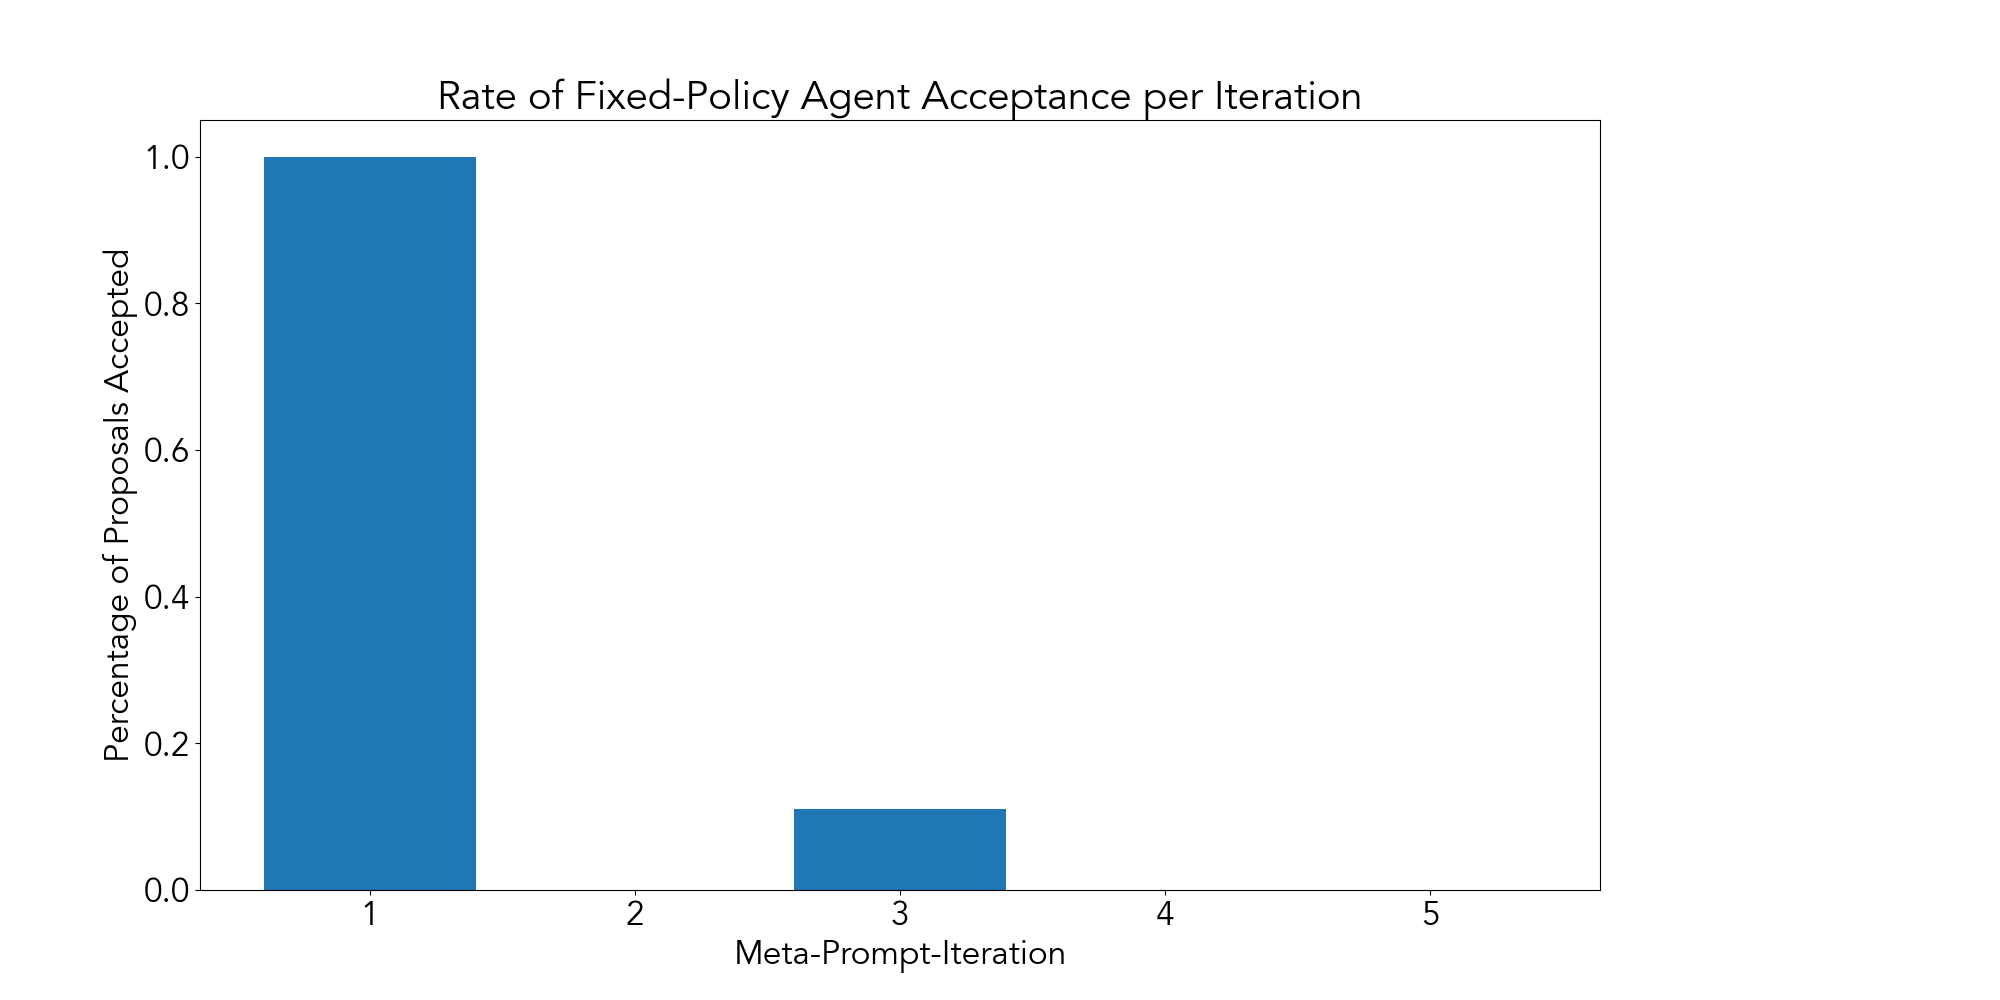 Rate of Fixed-Policy Agent Acceptance per Iteration
Percentage of Proposals Accepted
1.0
0.8
0.6
0.4
0.2
0.0
1 2 3 4 5
Meta-Prompt-Iteration